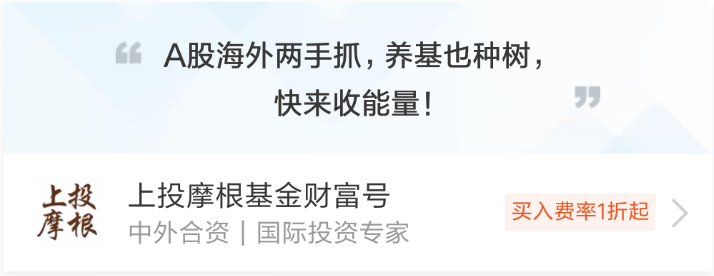 “ A股海外两手抓，养基也种树，
快来收能量！ ”
上投
摩根
上投摩根基金财富号
中外合资｜国际投资专家
买入费率1折起